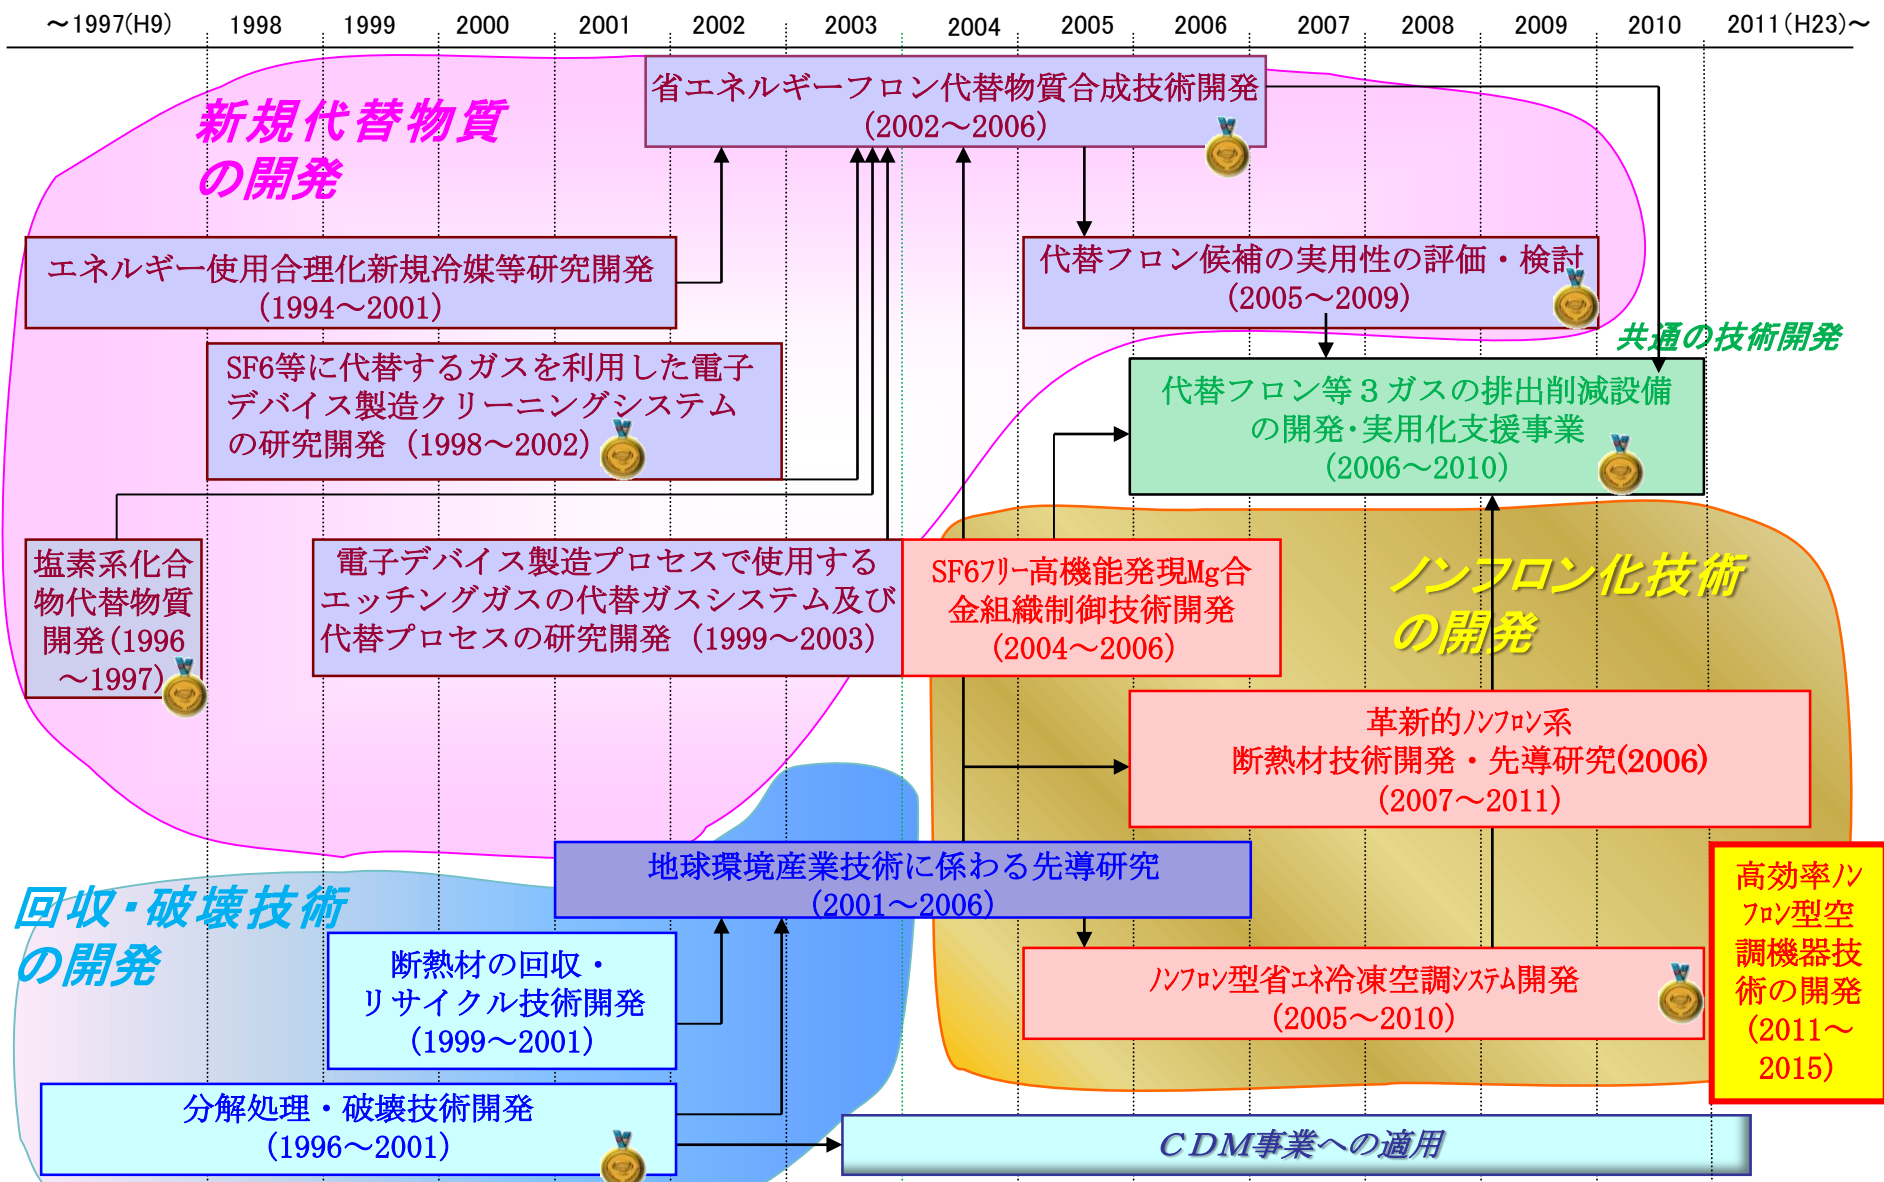 ～1997(H9) 1998 1999 2000 2001 2002 2003 2004 2005 2006 2007 2008 2009 2010 2011(H23)～
省エネルギーフロン代替物質合成技術開発
(2002～2006)
新規代替物質
の開発
エネルギー使用合理化新規冷媒等研究開発
(1994～2001)
代替フロン候補の実用性の評価・検討
(2005～2009)
共通の技術開発
SF6等に代替するガスを利用した電子
デバイス製造クリーニングシステム
の研究開発 (1998～2002)
代替フロン等３ガスの排出削減設備
の開発・実用化支援事業
(2006～2010)
塩素系化合
物代替物質
開発(1996
～1997)
電子デバイス製造プロセスで使用する
エッチングガスの代替ガスシステム及び
代替プロセスの研究開発 (1999～2003)
SF6ﾌﾘｰ高機能発現Mg合
金組織制御技術開発
(2004～2006)
ノンフロン化技術
の開発
革新的ﾉﾝﾌﾛﾝ系
断熱材技術開発・先導研究(2006)
(2007～2011)
地球環境産業技術に係わる先導研究
(2001～2006)
回収・破壊技術
の開発
断熱材の回収・
リサイクル技術開発
(1999～2001)
ﾉﾝﾌﾛﾝ型省ｴﾈ冷凍空調ｼｽﾃﾑ開発
(2005～2010)
高効率ﾉﾝ
ﾌﾛﾝ型空
調機器技
術の開発
(2011～
2015)
分解処理・破壊技術開発
(1996～2001)
ＣＤＭ事業への適用